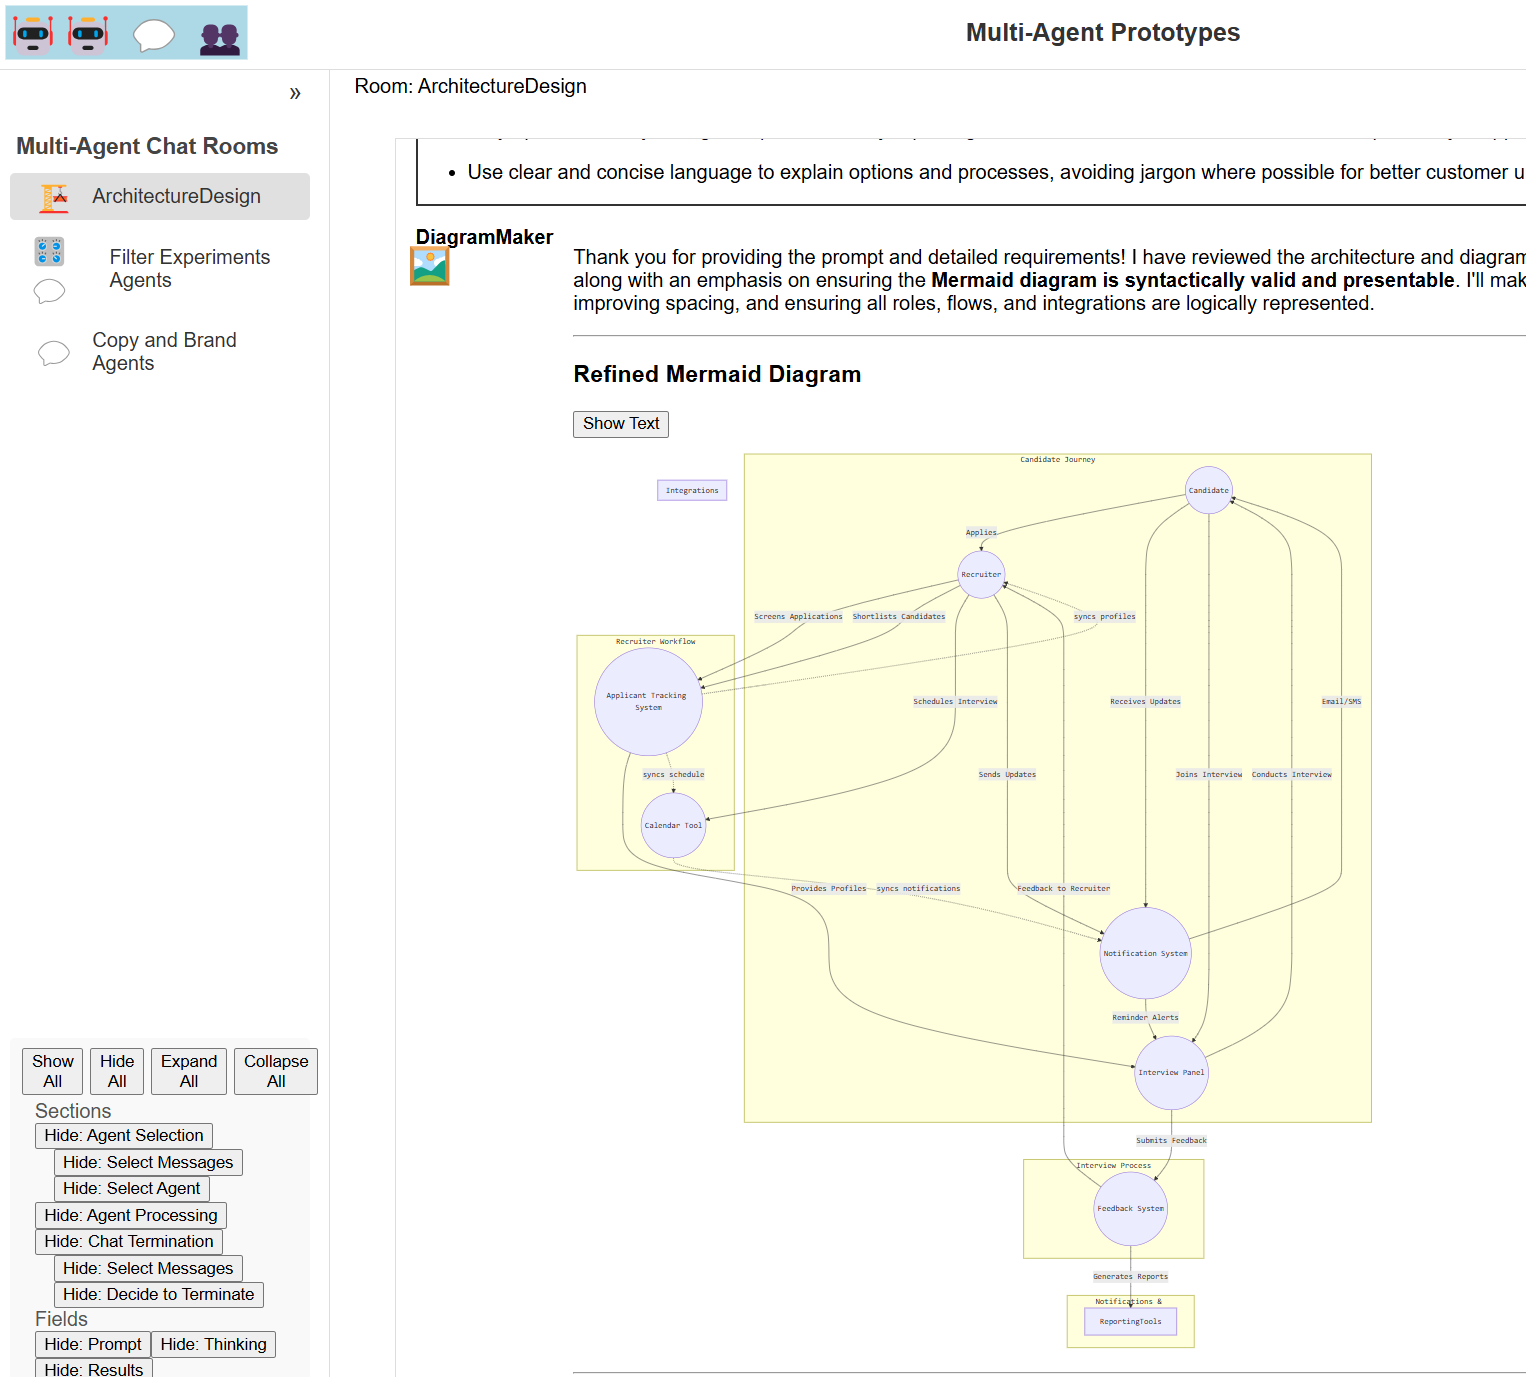 Multi-Agent Prototypes
»
Room: ArchitectureDesign
Multi-Agent Chat Rooms
ArchitectureDesign
Filter Experiments
Agents
Copy and Brand
Agents
Show
All
Hide
All
Expand
All
Collapse
All
Sections
Hide: Agent Selection
Hide: Select Messages
Hide: Select Agent
Hide: Agent Processing
Hide: Chat Termination
Hide: Select Messages
Hide: Decide to Terminate
Fields
Hide: Prompt
Hide: Thinking
Hide: Results
• Use clear and concise language to explain options and processes, avoiding jargon where possible for better customer u
DiagramMaker
Thank you for providing the prompt and detailed requirements! I have reviewed the architecture and diagram
along with an emphasis on ensuring the Mermaid diagram is syntactically valid and presentable. I'll mak
improving spacing, and ensuring all roles, flows, and integrations are logically represented.
Refined Mermaid Diagram
Show Text
Candidate Journey
Integrations
Candidate
Applies
Recruiter
Screens Applications
Shortlists Candidates
syncs profiles
Recruiter Workflow
Applicant Tracking
System
Schedules Interview
Receives Updates
Email/SMS
syncs schedule
Sends Updates
Joins Interview
Conducts Interview
Calendar Tool
Provides Profiles
syncs notifications
Feedback to Recruiter
Notification System
Reminder Alerts
Interview Panel
Submits Feedback
Interview Process
Feedback System
Generates Reports
Notifications &
ReportingTools